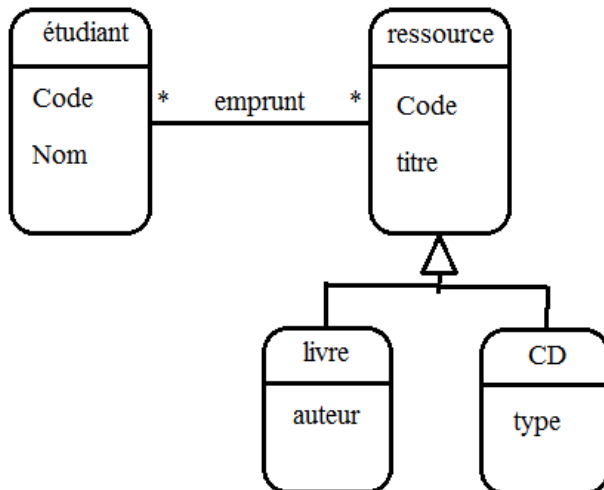 étudiant
Code
Nom
* emprunt *
ressource
Code
titre
livre
auteur
CD
type